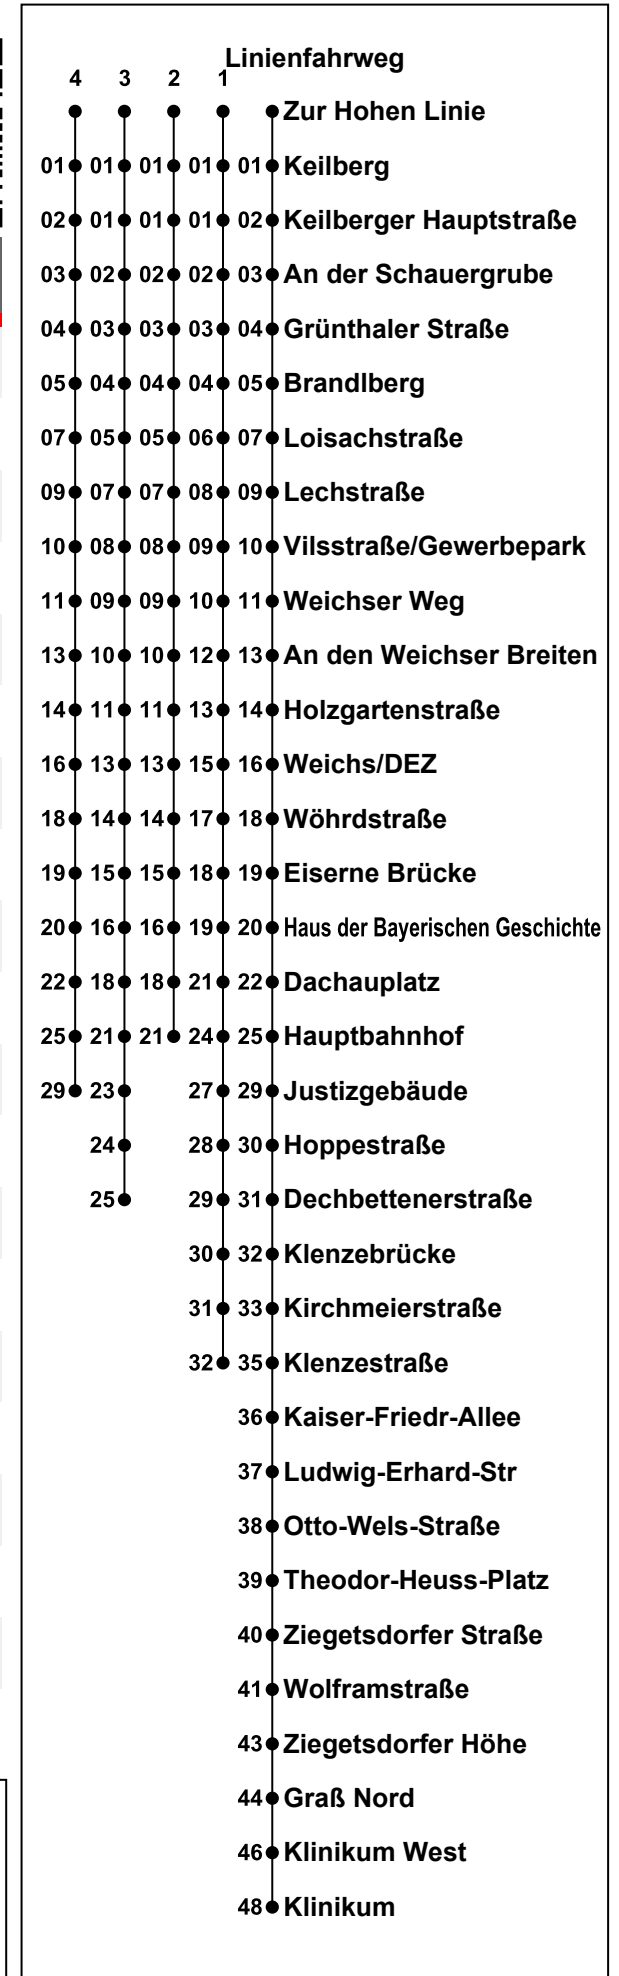 Linienfahrweg
4 3 2 1
Zur Hohen Linie
01 01 01 01 01 Keilberg
02 01 01 01 02 Keilberger Hauptstraße
03 02 02 02 03 An der Schauergrube
04 03 03 03 04 Grünthaler Straße
05 04 04 04 05 Brandlberg
07 05 05 06 07 Loisachstraße
09 07 07 08 09 Lechstraße
10 08 08 09 10 Vilsstraße/Gewerbepark
11 09 09 10 11 Weichser Weg
13 10 10 12 13 An den Weichser Breiten
14 11 11 13 14 Holzgartenstraße
16 13 13 15 16 Weichs/DEZ
18 14 14 17 18 Wöhrdstraße
19 15 15 18 19 Eiserne Brücke
20 16 16 19 20 Haus der Bayerischen Geschichte
22 18 18 21 22 Dachauplatz
25 21 21 24 25 Hauptbahnhof
29 23 27 29 Justizgebäude
24 28 30 Hoppestraße
25 29 31 Dechbettenerstraße
30 32 Klenzebrücke
31 33 Kirchmeierstraße
32 35 Klenzestraße
36 Kaiser-Friedr-Allee
37 Ludwig-Erhard-Str
38 Otto-Wels-Straße
39 Theodor-Heuss-Platz
40 Ziegetsdorfer Straße
41 Wolframstraße
43 Ziegetsdorfer Höhe
44 Graß Nord
46 Klinikum West
48 Klinikum